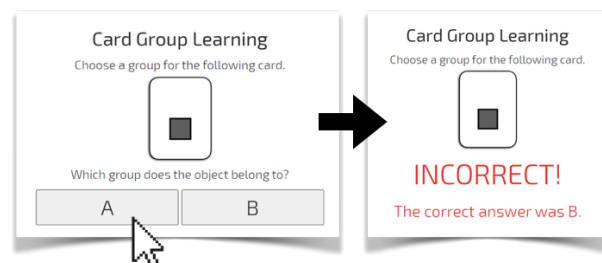 Card Group Learning
Choose a group for the following card.
Which group does the object belong to?
A
B
Card Group Learning
Choose a group for the following card.
INCORRECT!
The correct answer was B.